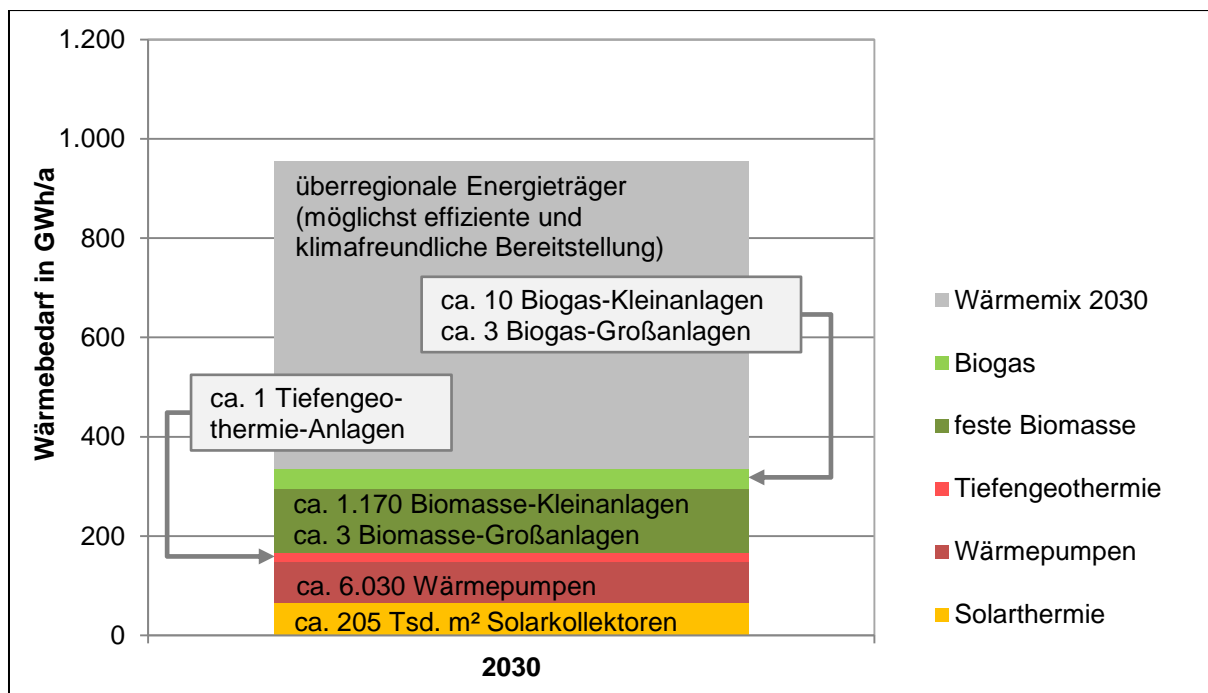 1.200
1.000
800
600
400
200
0
Wärmebedarf in GWh/a
überregionale Energieträger
(möglichst effiziente und
klimafreundliche Bereitstellung)
ca. 10 Biogas-Kleinanlagen
ca. 3 Biogas-Großanlagen
ca. 1 Tiefengeo-
thermie-Anlagen
ca. 1.170 Biomasse-Kleinanlagen
ca. 3 Biomasse-Großanlagen
ca. 6.030 Wärmepumpen
ca. 205 Tsd. m² Solarkollektoren
2030
Wärmemix 2030
Biogas
feste Biomasse
Tiefengeothermie
Wärmepumpen
Solarthermie